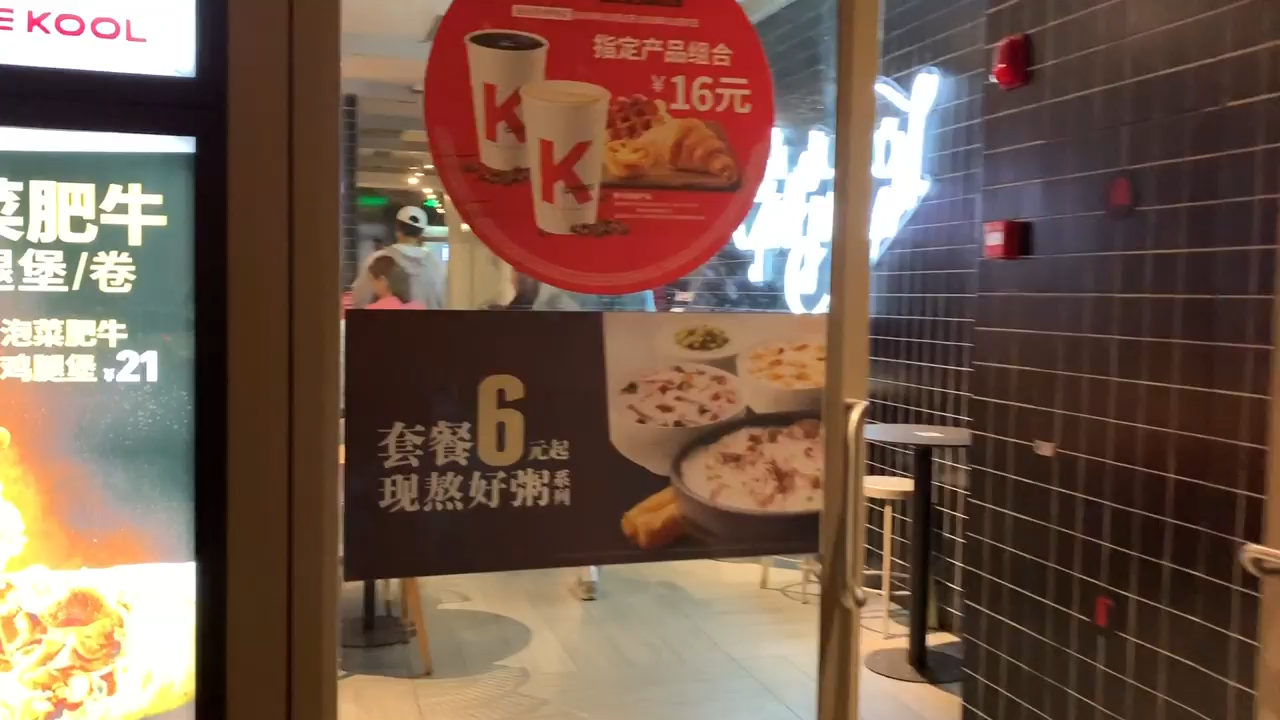 E KOOL
菜肥牛
腿堡/卷
泡菜肥牛
鸡腿堡 ¥21
指定产品组合
¥16元
K
K
套餐6元起
现熬好粥系列